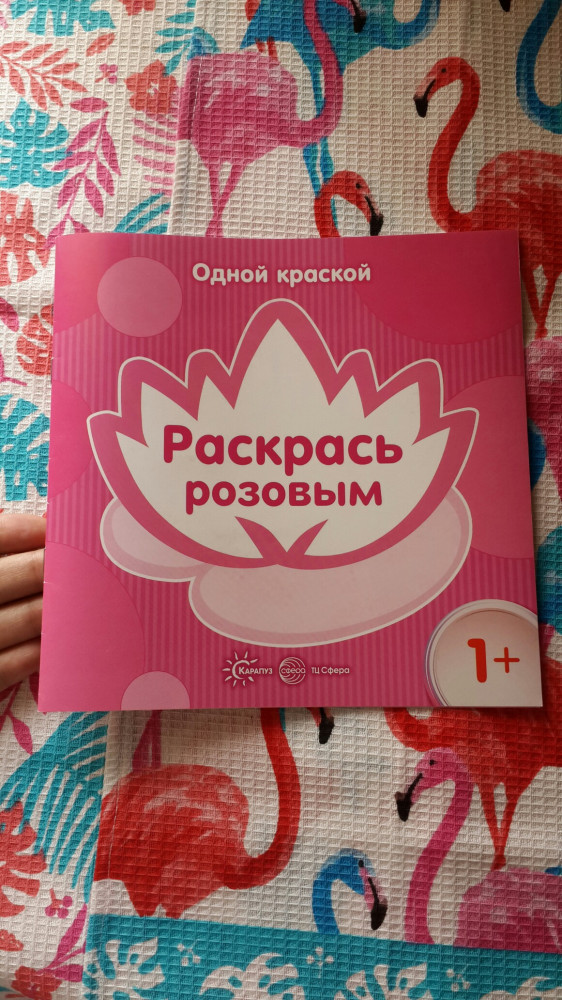 Одной краской
Раскрась
розовым
КАРАПУЗ сфера ТЦ Сфера
1+